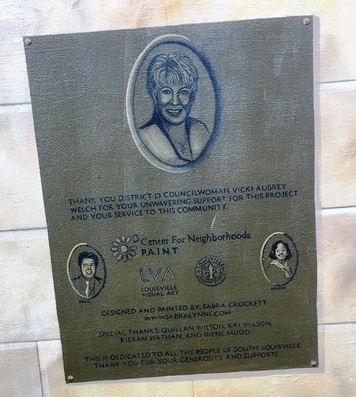 THANK YOU DISTRICT 13 COUNCILWOMAN VICKI AUBREY
WELCH FOR YOUR UNWAVERING SUPPORT FOR THIS PROJECT
AND YOUR SERVICE TO THIS COMMUNITY.
Center For Neighborhoods
P.A.I.N.T.
LVA
LOUISVILLE
VISUAL ART
DESIGNED AND PAINTED BY: SABRA CROCKETT
WWW.SABRALYNNE.COM
SPECIAL THANKS: QUILLAN WILSON, KAI WILSON,
KIERAN WATHAN, AND IRENE MUDD
THIS IS DEDICATED TO ALL THE PEOPLE OF SOUTH LOUISVILLE
THANK YOU FOR YOUR GENEROSITY AND SUPPORT!